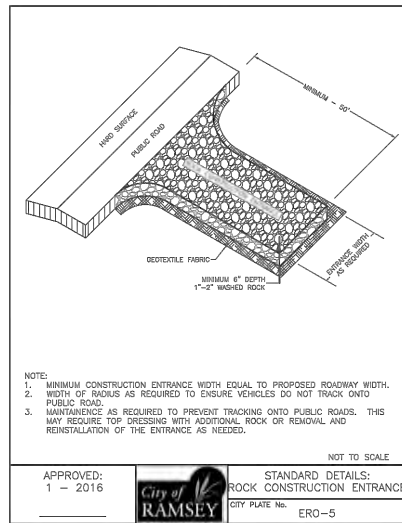 MINIMUM - 50'
HARD SURFACE
PUBLIC ROAD
GEOTEXTILE FABRIC
MINIMUM 6" DEPTH
1"-2" WASHED ROCK
ENTRANCE WIDTH
AS REQUIRED
NOTE:
1. MINIMUM CONSTRUCTION ENTRANCE WIDTH EQUAL TO PROPOSED ROADWAY WIDTH.
2. WIDTH OF RADIUS AS REQUIRED TO ENSURE VEHICLES DO NOT TRACK ONTO
PUBLIC ROAD.
3. MAINTAINENCE AS REQUIRED TO PREVENT TRACKING ONTO PUBLIC ROADS. THIS
MAY REQUIRE TOP DRESSING WITH ADDITIONAL ROCK OR REMOVAL AND
REINSTALLATION OF THE ENTRANCE AS NEEDED.
NOT TO SCALE
APPROVED:
1 - 2016
City of
RAMSEY
STANDARD DETAILS:
ROCK CONSTRUCTION ENTRANCE
CITY PLATE No.
ERO-5